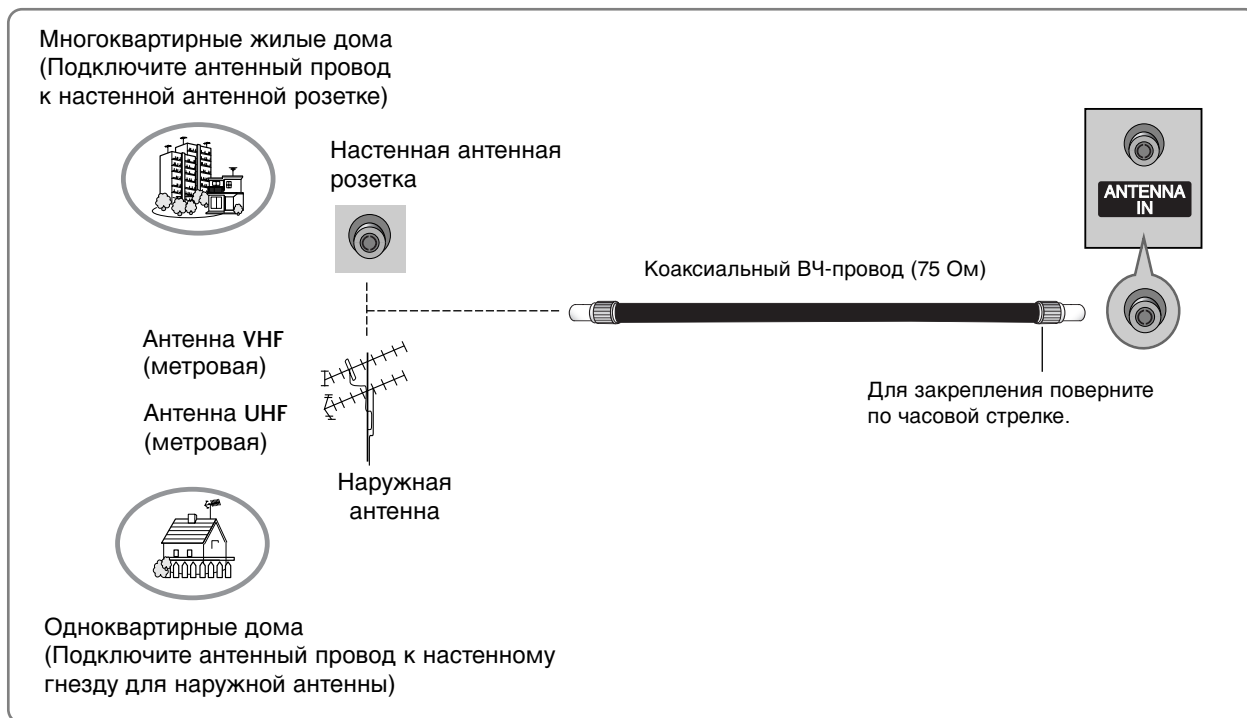 Многоквартирные жилые дома
(Подключите антенный провод
к настенной антенной розетке)
Настенная антенная
розетка
ANTENNA
IN
Коаксиальный ВЧ-провод (75 Ом)
Антенна VHF
(метровая)
Антенна UHF
(метровая)
Для закрепления поверните
по часовой стрелке.
Наружная
антенна
Одноквартирные дома
(Подключите антенный провод к настенному
гнезду для наружной антенны)